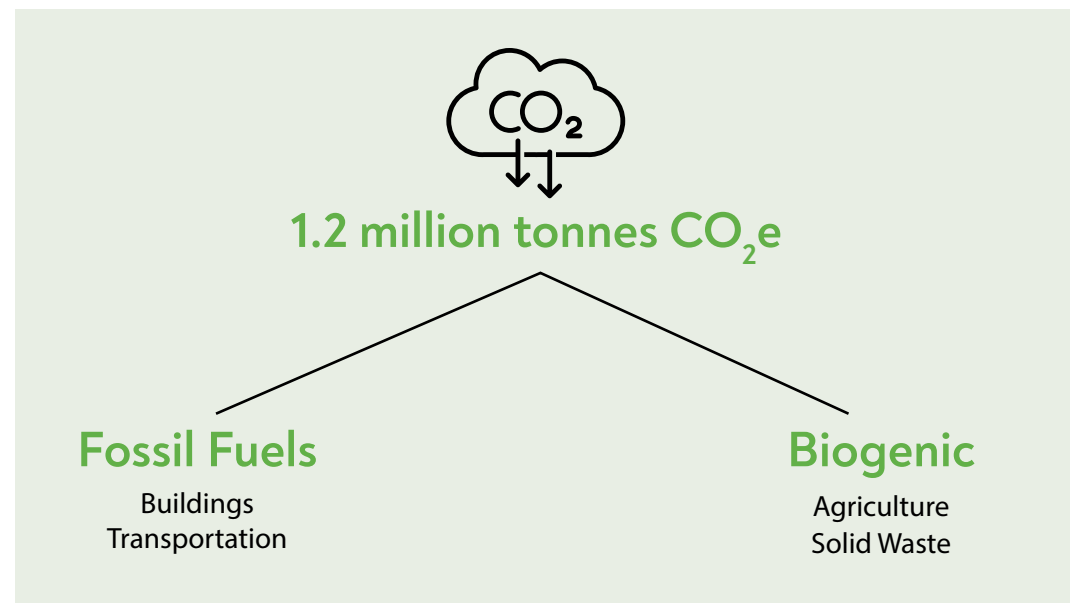 CO₂
1.2 million tonnes CO₂e
Fossil Fuels
Buildings
Transportation
Biogenic
Agriculture
Solid Waste